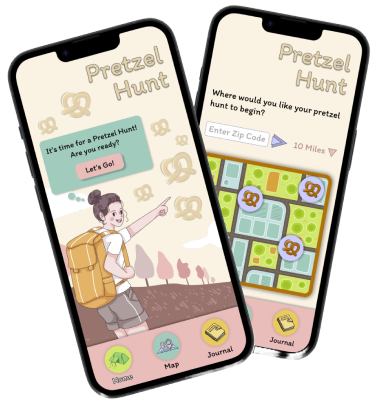 Pretzel
Hunt
It's time for a Pretzel Hunt!
Are you ready?
Let's Go!
Home
Map
Journal
Pretzel
Hunt
Where would you like your pretzel
hunt to begin?
Enter Zip Code
10 Miles
Journal